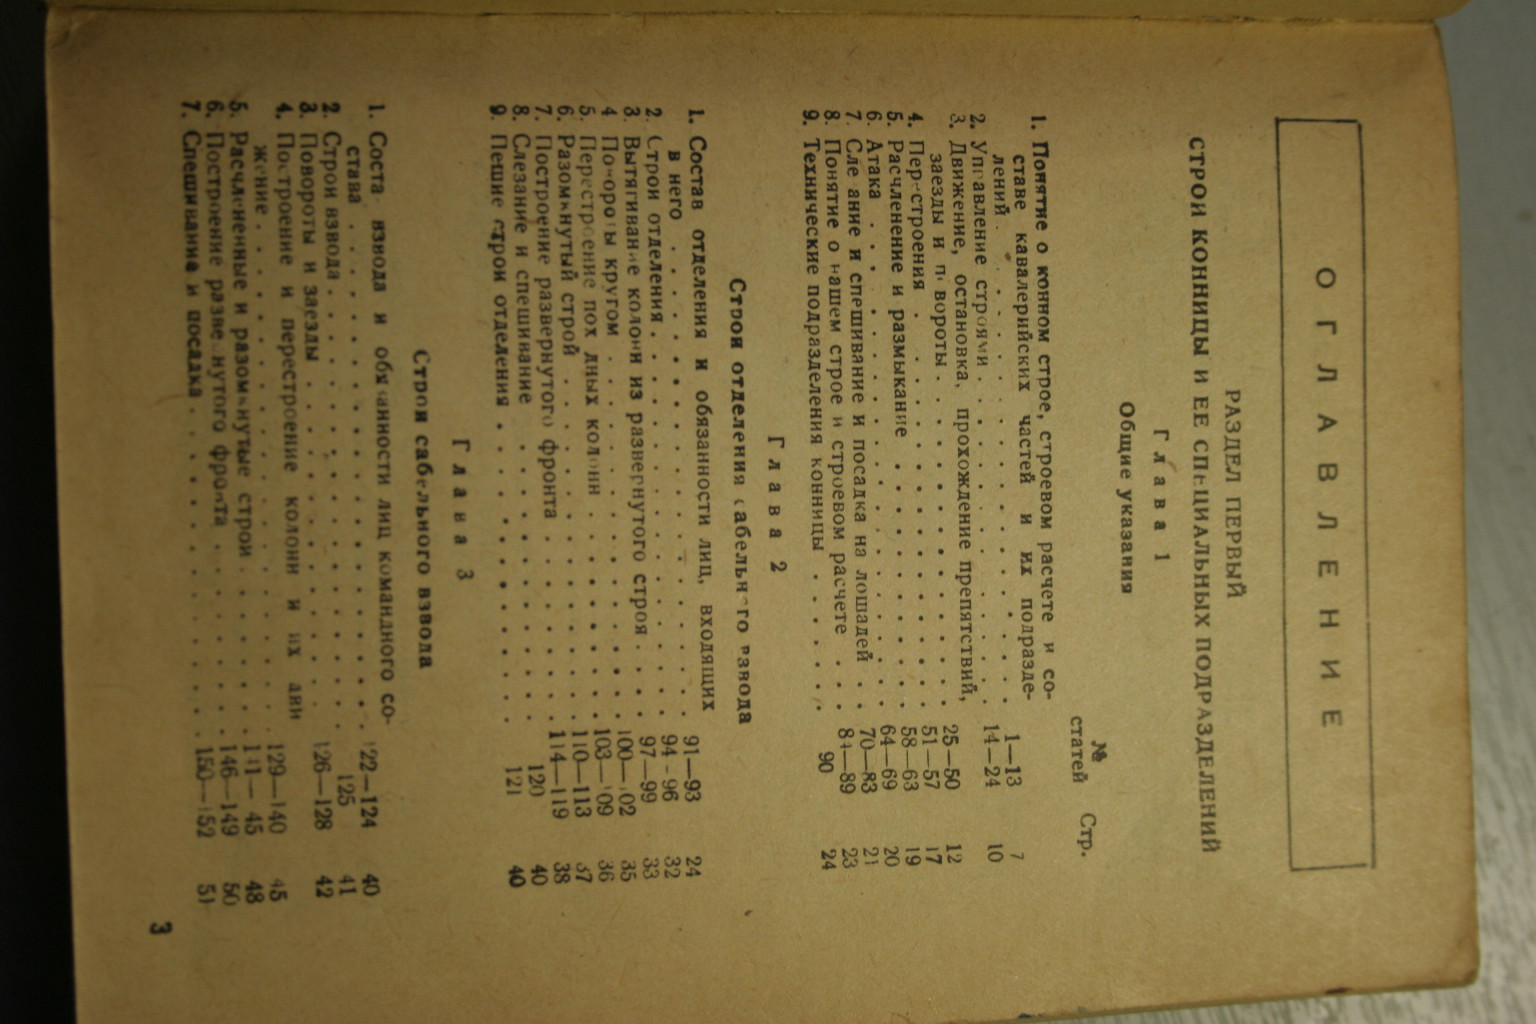 ОГЛАВЛЕНИЕ
РАЗДЕЛ ПЕРВЫЙ
СТРОИ КОННИЦЫ И ЕЕ СПЕЦИАЛЬНЫХ ПОДРАЗДЕЛЕНИЙ
Глава 1
Общие указания
№ статей Стр.
1. Понятие о конном строе, строевом расчете и со-
ставе кавалерийских частей и их подразде-
лений . . . . . . . . . . 1—13 7
2. Управление строями . . . . . . . . . . 14—24 10
3. Движение, остановка, прохождение препятствий,
заезды и повороты . . . . . . . . . . 25—50 12
4. Перестроения . . . . . . . . . . 51—57 17
5. Расчленение и размыкание . . . . . . . . . . 58—63 19
6. Атака . . . . . . . . . . 64—69 20
7. Слезание и спешивание и посадка на лошадей . . 70—83 21
8. Понятие о пашем строе и строевом расчете . . . 84—89 23
9. Технические подразделения конницы . . . . . . 90 24
Глава 2
Строи отделения сабельного взвода
1. Состав отделения и обязанности лиц, входящих
в него . . . . . . . . . . 91—93 24
2. Строи отделения . . . . . . . . . . 94-96 32
3. Вытягивание колонн из развернутого строя . . . 97—99 33
4 Повороты кругом . . . . . . . . . . 100—102 35
5. Перестроение походных колонн . . . . . . . . 103—109 36
6. Разомкнутый строй . . . . . . . . . . 110—113 37
7. Построение развернутого фронта . . . . . . . 114—119 38
8. Слезание и спешивание . . . . . . . . . . 120 40
9. Пешие строи отделения . . . . . . . . . . 121 40
Глава 3
Строи сабельного взвода
1. Состав взвода и обязанности лиц командного со-
става . . . . . . . . . . 122—124 40
2. Строи взвода . . . . . . . . . . 125 41
3. Повороты и заезды . . . . . . . . . . 126—128 42
4. Построение и перестроение колонн и их дви
жение . . . . . . . . . . 129—140 45
5. Расчлененные и разомкнутые строи . . . . . . 141—145 48
6. Построение развернутого фронта . . . . . . . 146—149 50
7. Спешивание и посадка . . . . . . . . . . 150—152 51
3